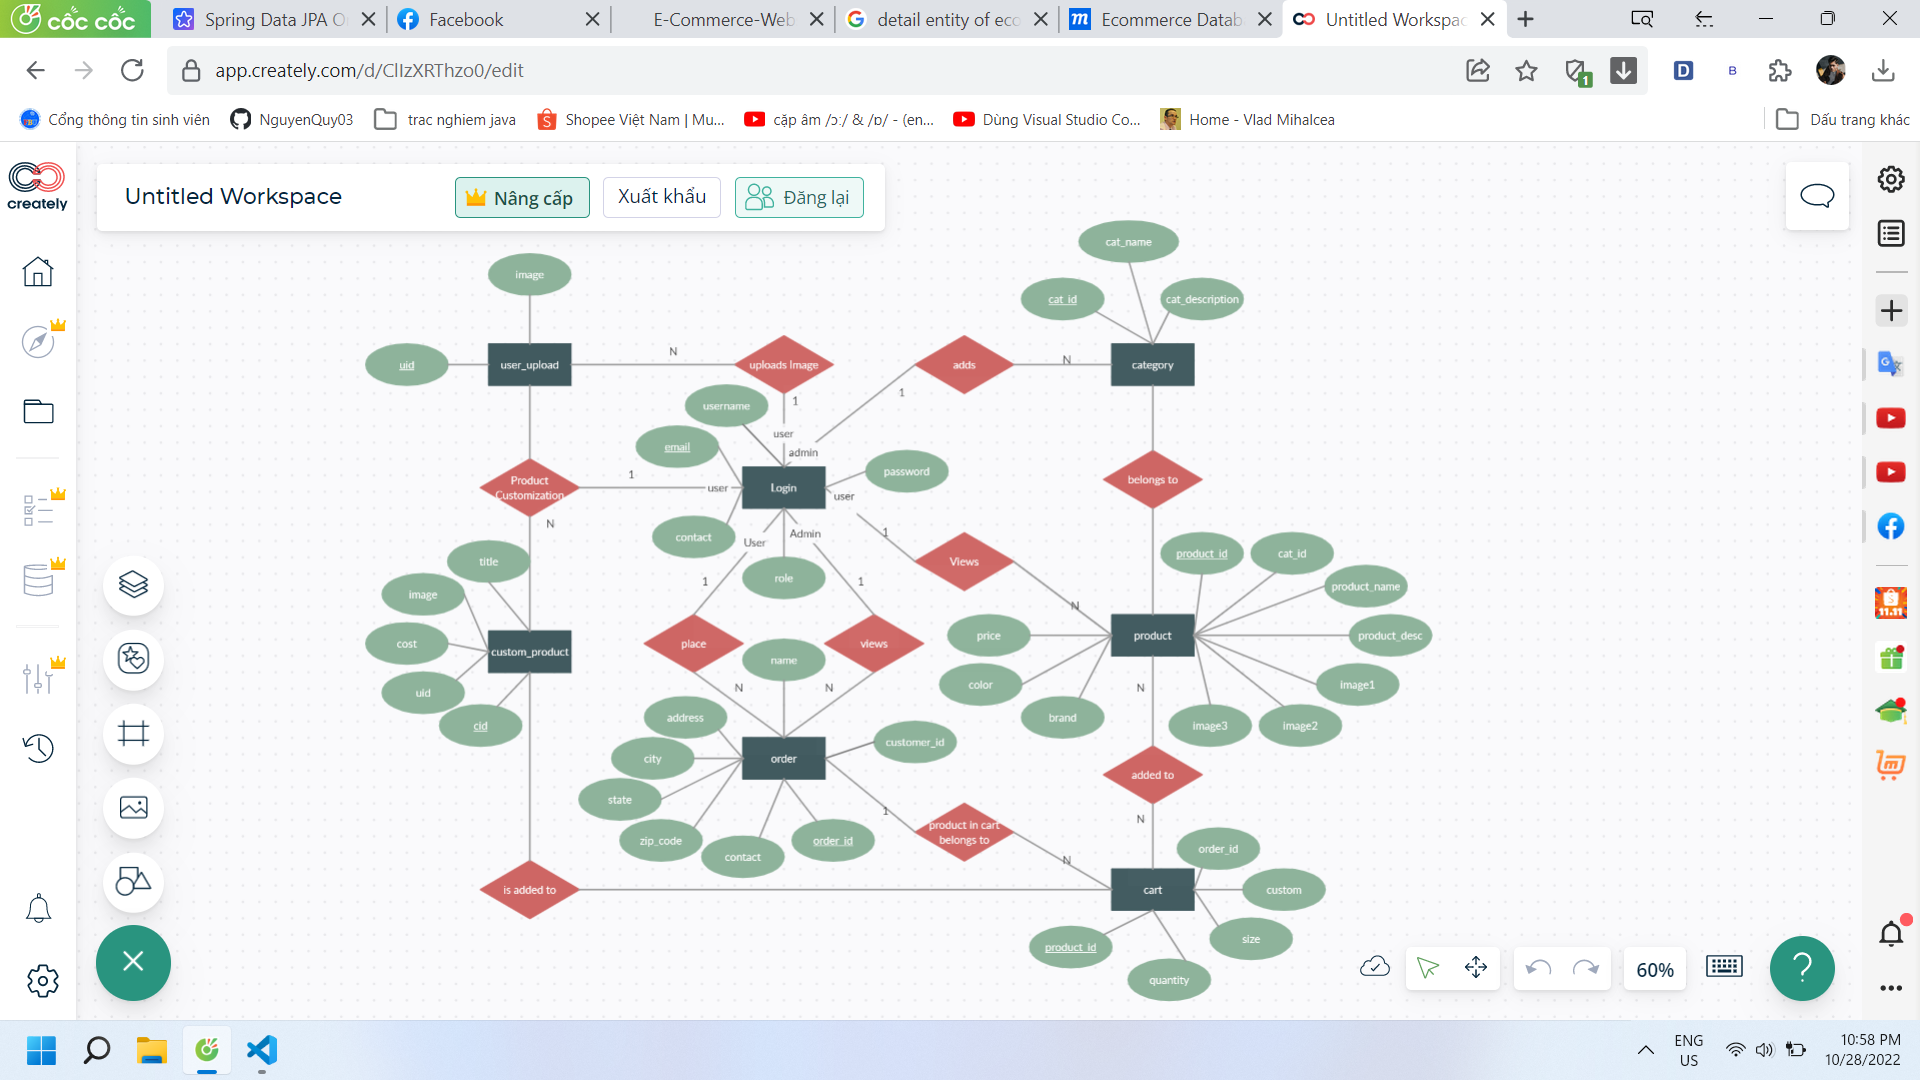 cốc cốc
Spring Data JPA O
Facebook
E-Commerce-Web
detail entity of eco
Ecommerce Datab
Untitled Workspac
app.creately.com/d/ClIzXRThzo0/edit
1
D
B
Cổng thông tin sinh viên
NguyenQuy03
trac nghiem java
Shopee Việt Nam | Mu...
cặp âm /ɔː/ & /ɒ/ - (en...
Dùng Visual Studio Co...
Home - Vlad Mihalcea
Dấu trang khác
creately
Untitled Workspace
Nâng cấp
Xuất khẩu
Đăng lại
cat_name
image
cat_id
cat_description
N
uid
user_upload
uploads Image
adds
N
category
1
1
username
user
admin
email
password
Product
Customization
1
user
Login
user
belongs to
N
contact
User
Admin
1
title
role
1
1
Views
product_id
cat_id
image
product_name
N
cost
custom_product
place
name
views
price
product
product_desc
uid
N
N
color
N
image1
cid
address
brand
image3
image2
city
order
customer_id
state
added to
1
zip_code
contact
order_id
product in cart
belongs to
N
N
order_id
is added to
cart
custom
product_id
size
quantity
60%
?
11.11
ENG
US
10:58 PM
10/28/2022